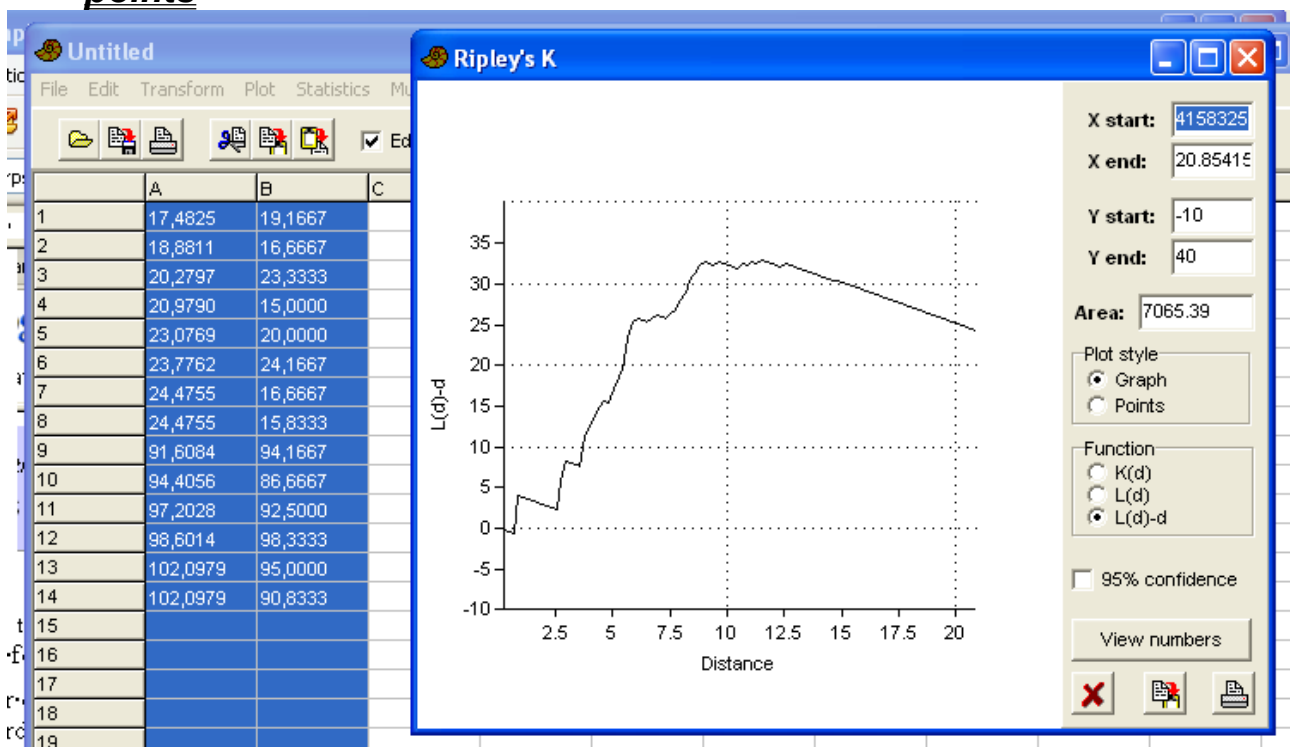 points
Untitled
File Edit Transform Plot Statistics Mu
Ed
A B C
1 17,4825 19,1667
2 18,8811 16,6667
3 20,2797 23,3333
4 20,9790 15,0000
5 23,0769 20,0000
6 23,7762 24,1667
7 24,4755 16,6667
8 24,4755 15,8333
9 91,6084 94,1667
10 94,4056 86,6667
11 97,2028 92,5000
12 98,6014 98,3333
13 102,0979 95,0000
14 102,0979 90,8333
15
16
17
18
19
Ripley's K
35
30
25
20
15
10
5
0
-5
-10
L(d)-d
2.5 5 7.5 10 12.5 15 17.5 20
Distance
X start: 4158325
X end: 20.85415
Y start: -10
Y end: 40
Area: 7065.39
Plot style
Graph
Points
Function
K(d)
L(d)
L(d)-d
95% confidence
View numbers